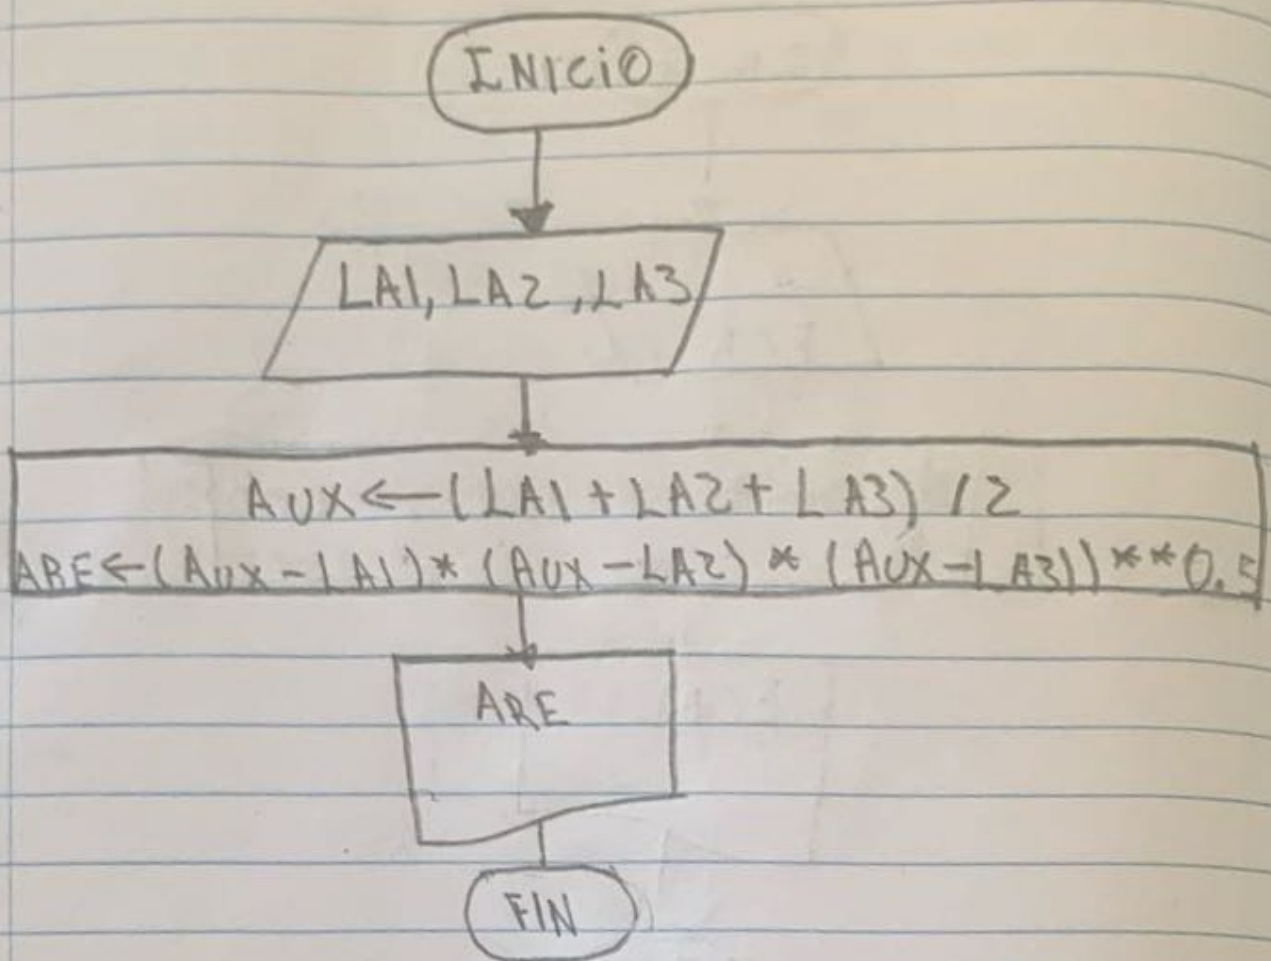 INICIO
LA1, LA2, LA3
AUX←(LA1+LA2+LA3)/2
ARE←(AUX-LA1)*(AUX-LA2)*(AUX-LA3))**0.5
ARE
FIN